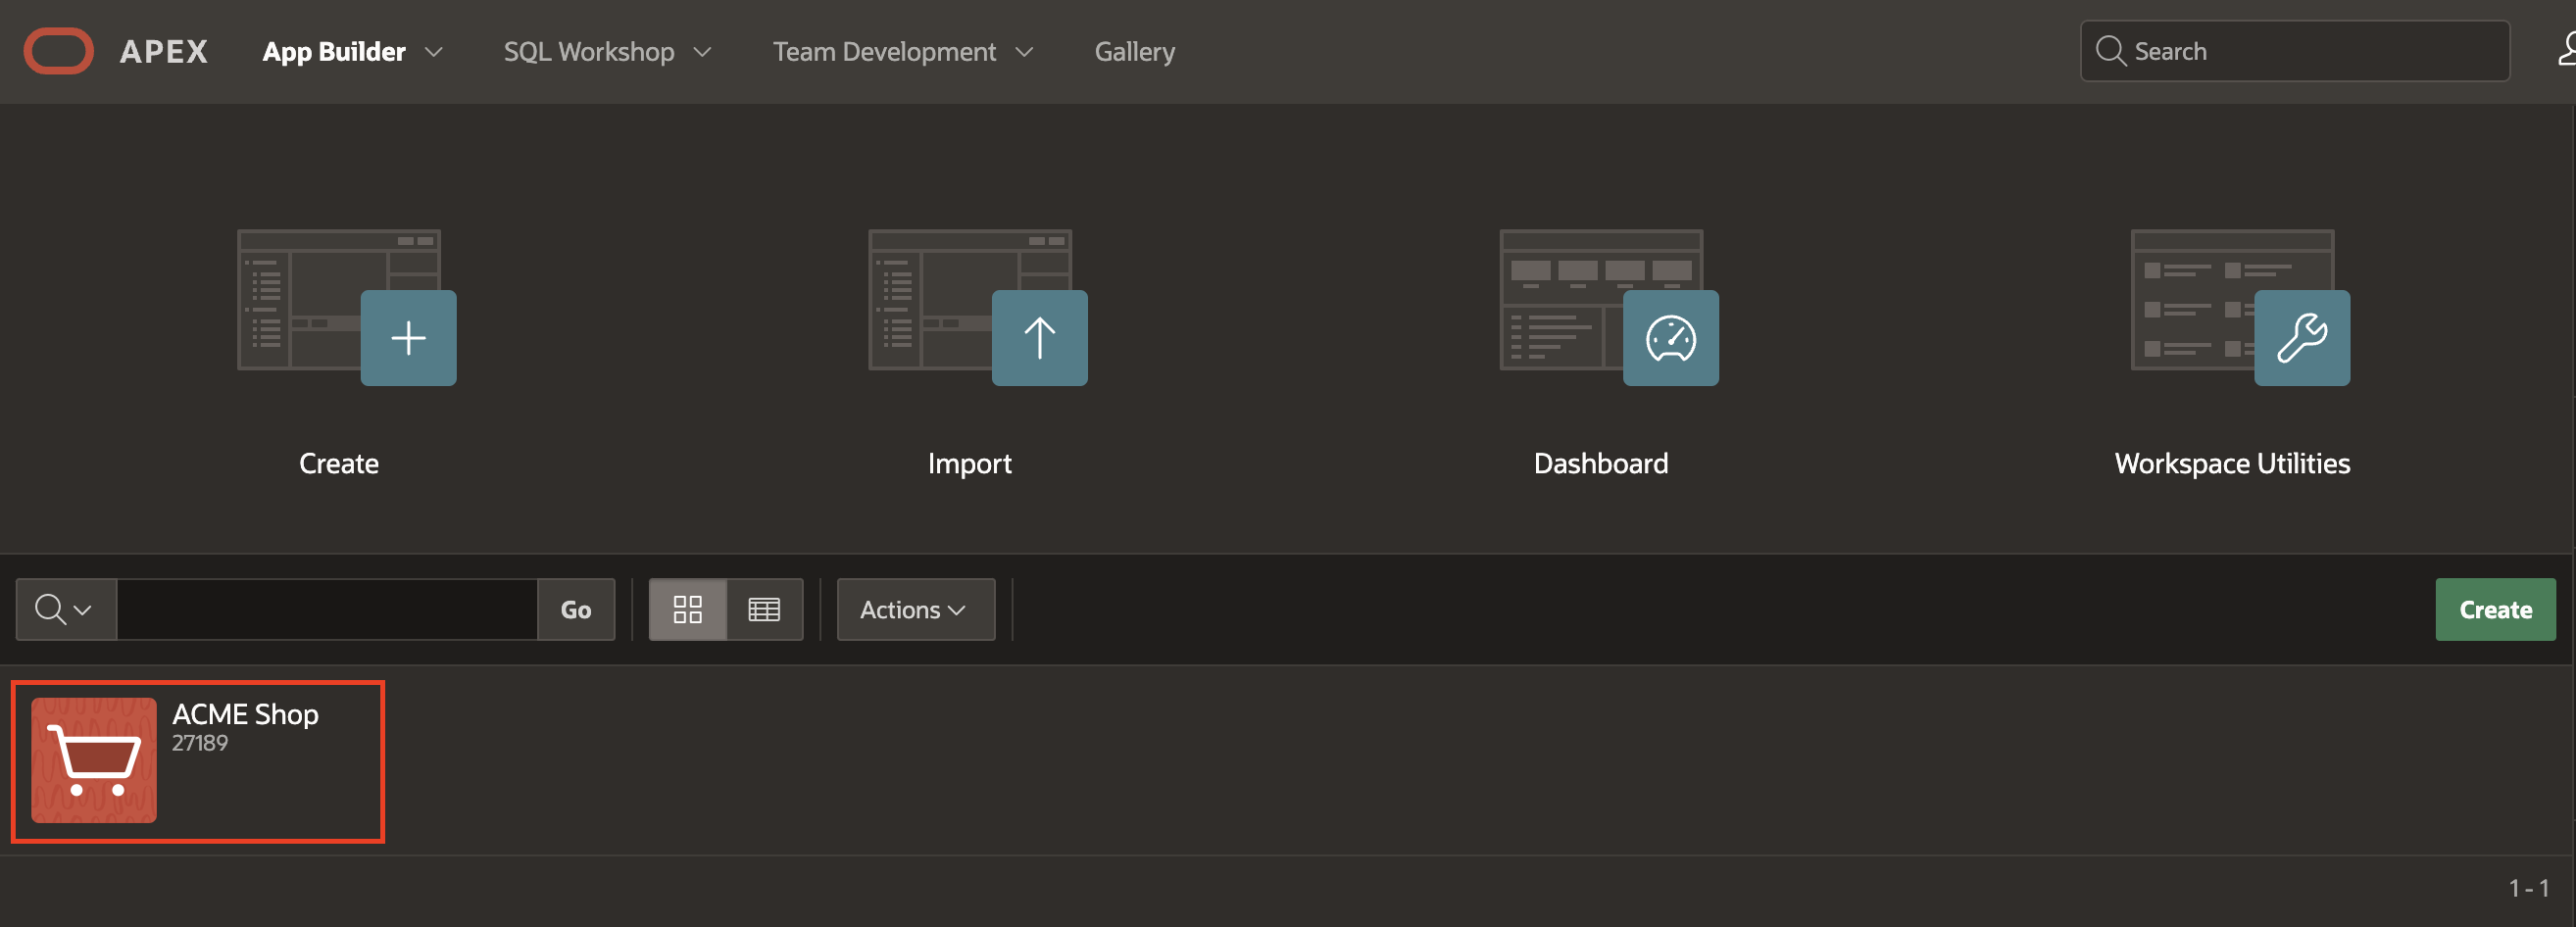 APEX App Builder SQL Workshop Team Development Gallery Search
Create Import Dashboard Workspace Utilities
Go Actions Create
ACME Shop
27189
1 - 1